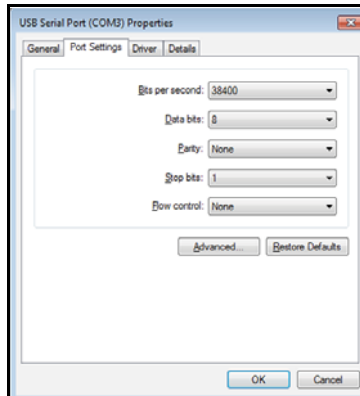 USB Serial Port (COM3) Properties
General Port Settings Driver Details
Bits per second: 38400
Data bits: 8
Parity: None
Stop bits: 1
Flow control: None
Advanced... Restore Defaults
OK Cancel